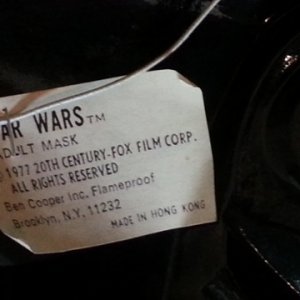 AR WARS™
ADULT MASK
© 1977 20TH CENTURY-FOX FILM CORP.
ALL RIGHTS RESERVED
Ben Cooper Inc. Flameproof
Brooklyn, N.Y. 11232
MADE IN HONG KONG